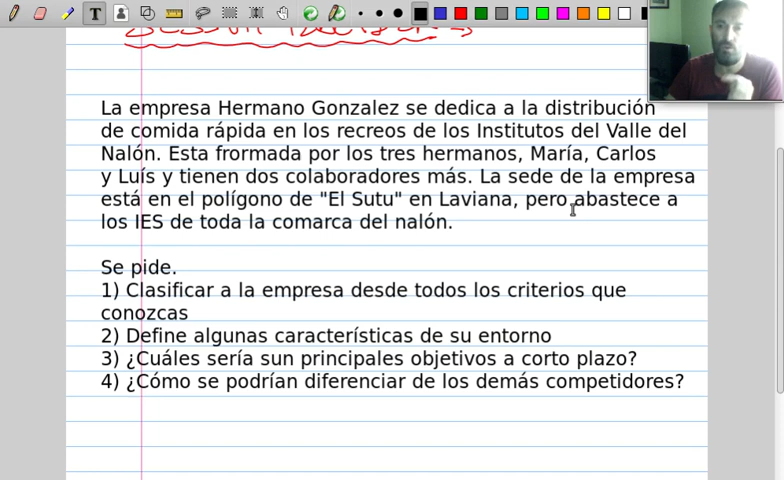 La empresa Hermano Gonzalez se dedica a la distribución
de comida rápida en los recreos de los Institutos del Valle del
Nalón. Esta frormada por los tres hermanos, María, Carlos
y Luís y tienen dos colaboradores más. La sede de la empresa
está en el polígono de "El Sutu" en Laviana, pero abastece a
los IES de toda la comarca del nalón.
Se pide.
1) Clasificar a la empresa desde todos los criterios que
conozcas
2) Define algunas características de su entorno
3) ¿Cuáles sería sun principales objetivos a corto plazo?
4) ¿Cómo se podrían diferenciar de los demás competidores?